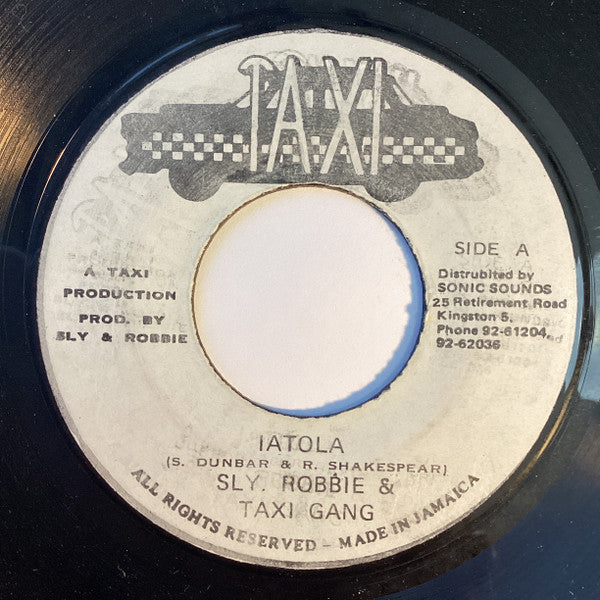 TAXI
A TAXI
PRODUCTION
PROD. BY
SLY & ROBBIE
SIDE A
Distrubited by
SONIC SOUNDS
25 Retirement Road
Kingston 5.
Phone 92-61204
92-62036
IATOLA
(S. DUNBAR & R. SHAKESPEAR)
SLY. ROBBIE &
TAXI GANG
ALL RIGHTS RESERVED – MADE IN JAMAICA